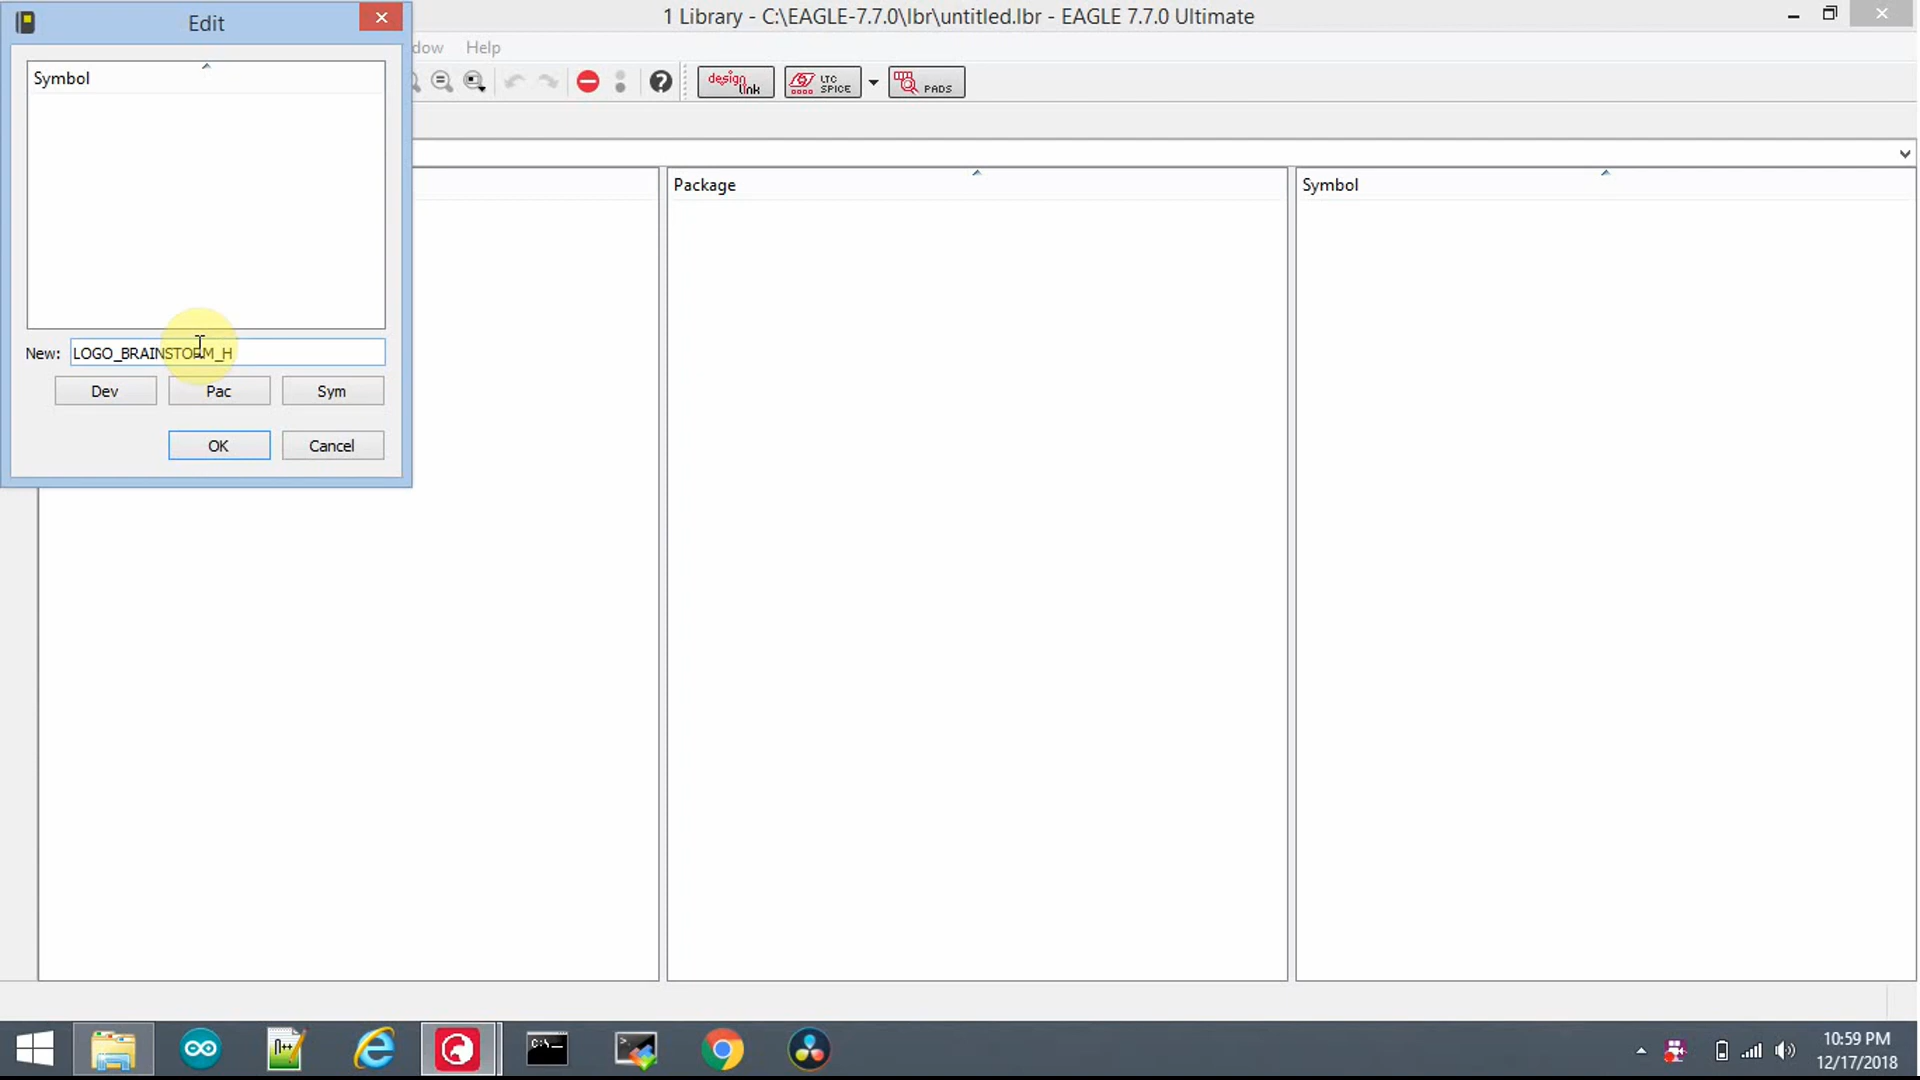 Edit
1 Library - C:\EAGLE-7.7.0\lbr\untitled.lbr - EAGLE 7.7.0 Ultimate
dow Help
design link
LTC SPICE
PADS
Symbol
Package
Symbol
New: LOGO_BRAINSTORM_H
Dev Pac Sym
OK Cancel
10:59 PM
12/17/2018